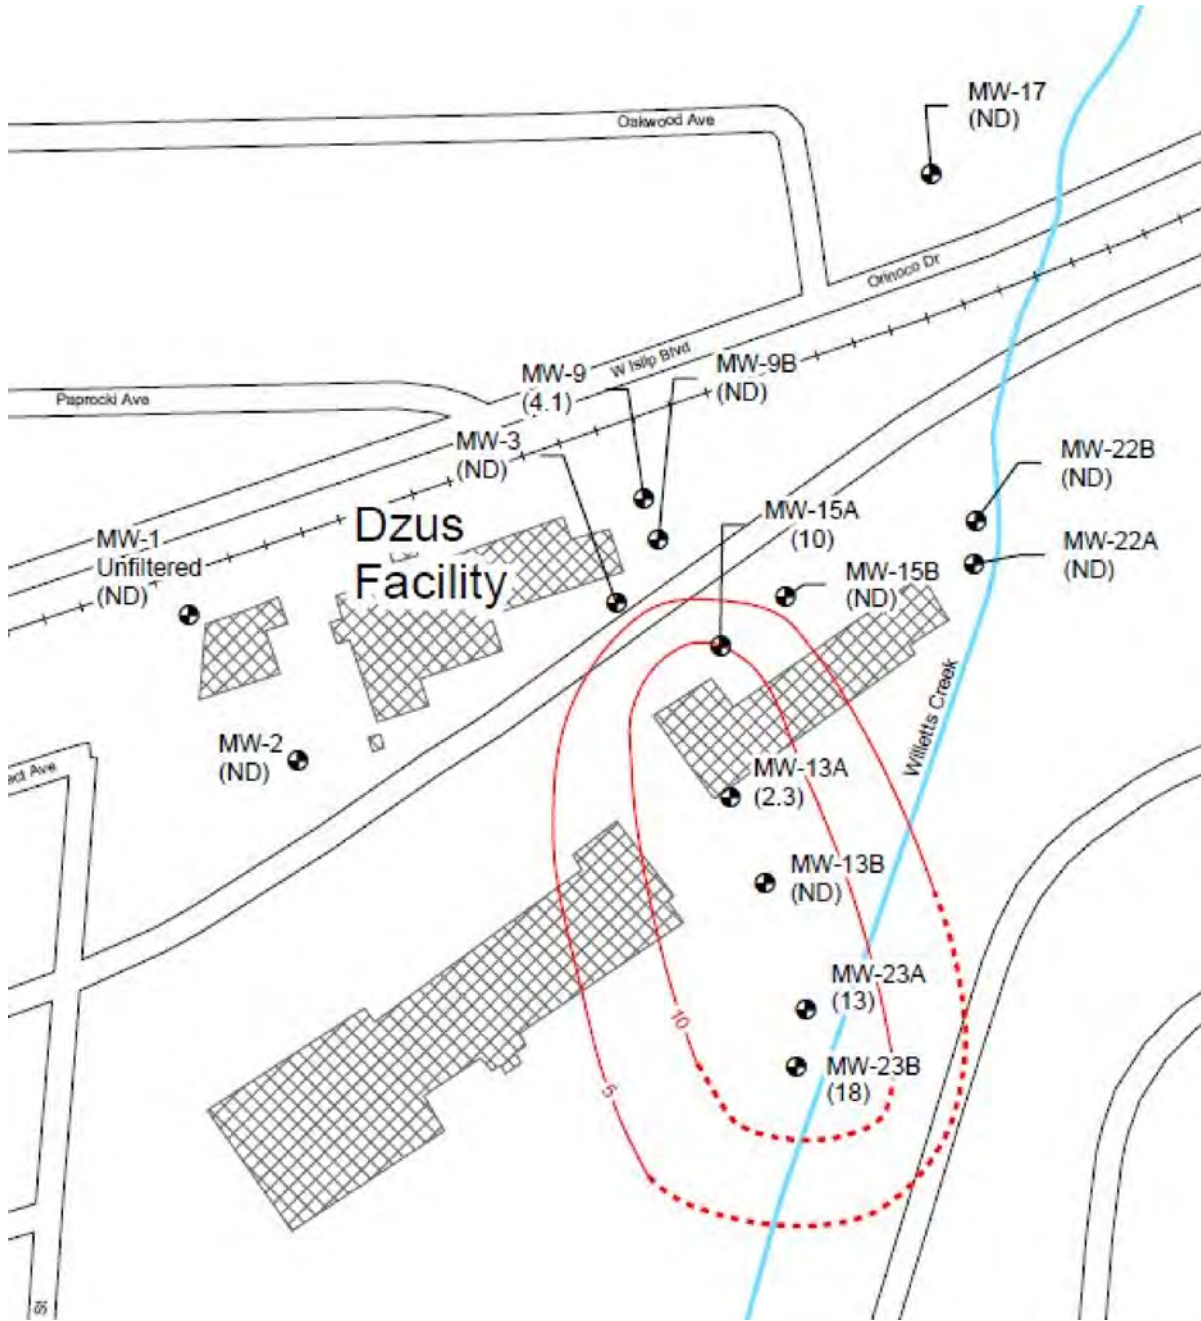 MW-17
(ND)
Oakwood Ave
Orinoco Dr
W Islip Blvd
MW-9
(4.1)
MW-9B
(ND)
Paprocki Ave
MW-3
(ND)
MW-22B
(ND)
MW-15A
(10)
Dzus
Facility
MW-1
Unfiltered
(ND)
MW-22A
(ND)
MW-15B
(ND)
Willetts Creek
MW-2
(ND)
ect Ave
MW-13A
(2.3)
MW-13B
(ND)
MW-23A
(13)
10
MW-23B
(18)
5
St